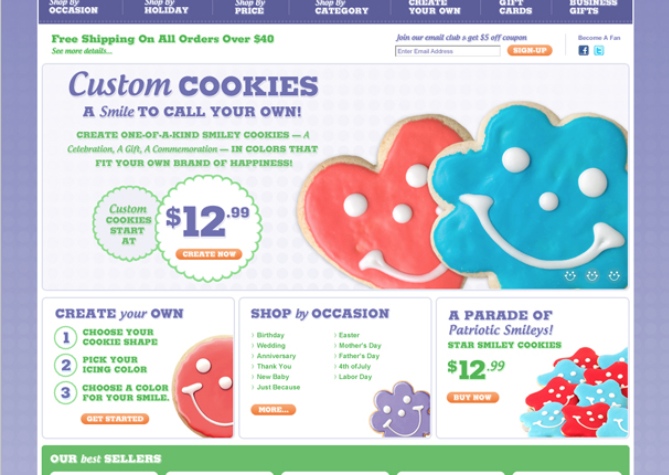 Shop By
OCCASION
Shop By
HOLIDAY
Shop By
PRICE
Shop By
CATEGORY
CREATE
YOUR OWN
GIFT
CARDS
BUSINESS
GIFTS
Free Shipping On All Orders Over $40
See more details...
Join our email club & get $5 off coupon
Enter Email Address
SIGN-UP
Become A Fan
Custom COOKIES
A Smile TO CALL YOUR OWN!
CREATE ONE-OF-A-KIND SMILEY COOKIES — A
Celebration, A Gift, A Commemoration — IN COLORS THAT
FIT YOUR OWN BRAND OF HAPPINESS!
Custom
COOKIES
START
AT
$12.99
CREATE NOW
CREATE your OWN
1 CHOOSE YOUR
COOKIE SHAPE
2 PICK YOUR
ICING COLOR
3 CHOOSE A COLOR
FOR YOUR SMILE.
GET STARTED
SHOP by OCCASION
Birthday
Wedding
Anniversary
Thank You
New Baby
Just Because
Easter
Mother's Day
Father's Day
4th of July
Labor Day
MORE...
A PARADE OF
Patriotic Smileys!
STAR SMILEY COOKIES
$12.99
BUY NOW
OUR best SELLERS